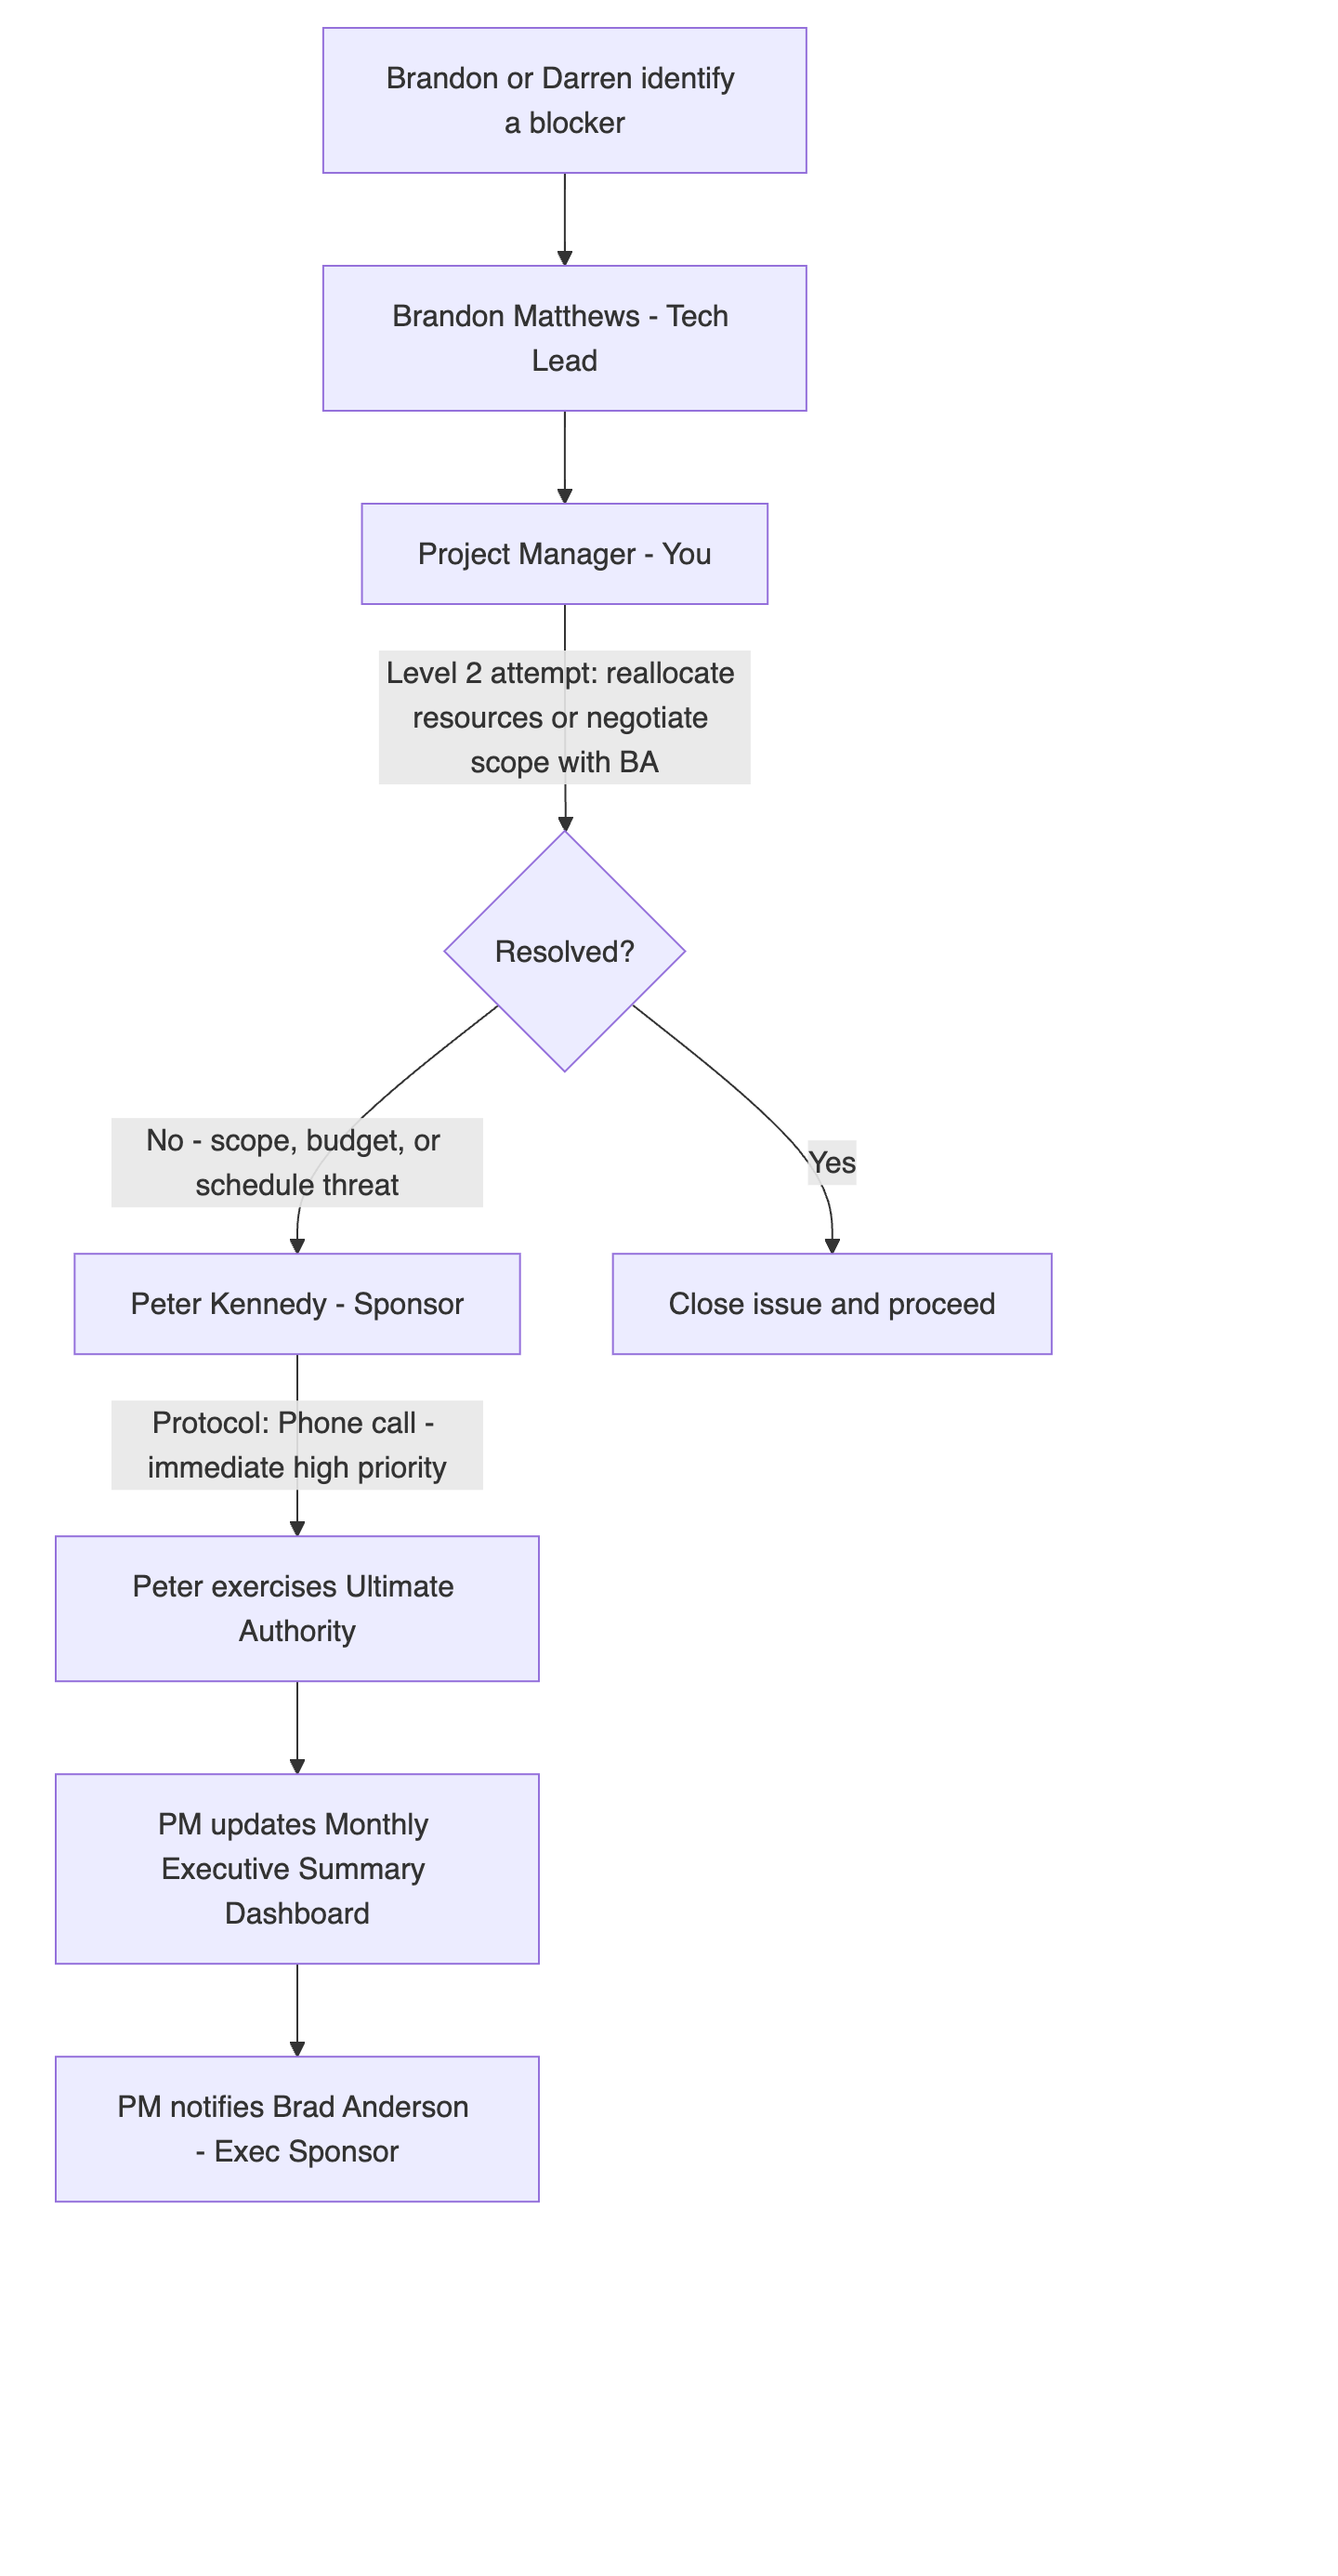 Brandon or Darren identify
a blocker
Brandon Matthews - Tech
Lead
Project Manager - You
Level 2 attempt: reallocate
resources or negotiate
scope with BA
Resolved?
No - scope, budget, or
schedule threat
Yes
Peter Kennedy - Sponsor
Close issue and proceed
Protocol: Phone call -
immediate high priority
Peter exercises Ultimate
Authority
PM updates Monthly
Executive Summary
Dashboard
PM notifies Brad Anderson
- Exec Sponsor